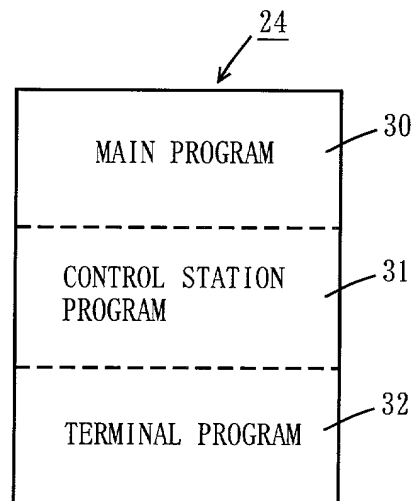 24
MAIN PROGRAM
30
CONTROL STATION
PROGRAM
31
TERMINAL PROGRAM
32